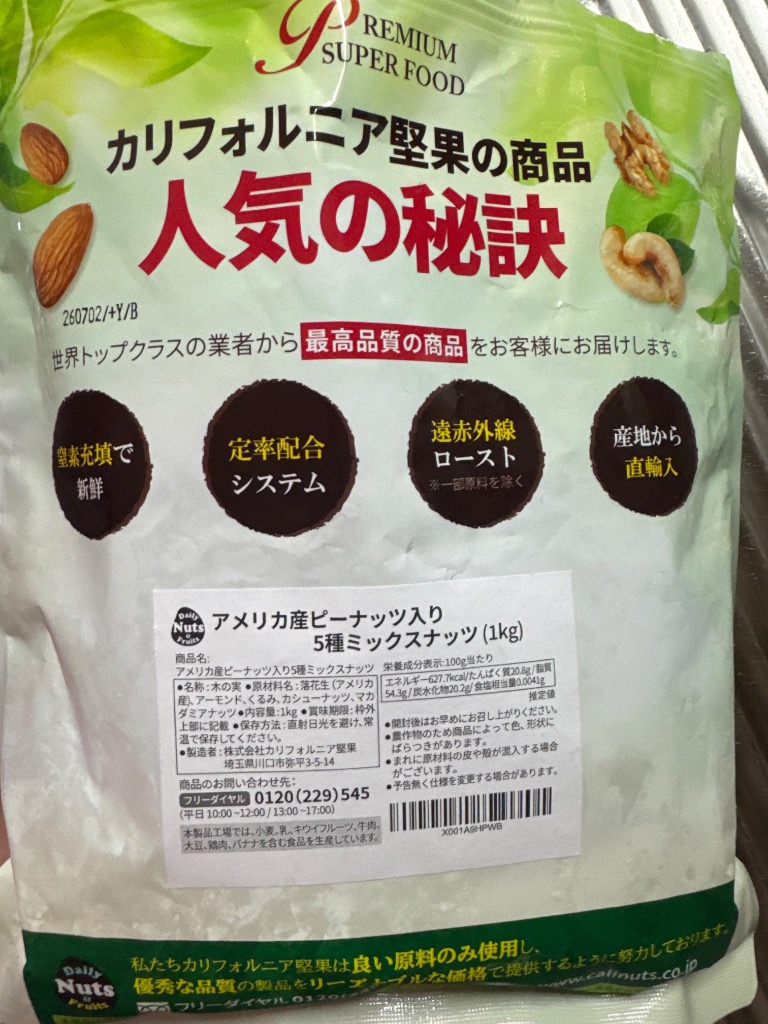 PREMIUM
SUPER FOOD
カリフォルニア堅果の商品
人気の秘訣
260702/+Y/B
世界トップクラスの業者から最高品質の商品をお客様にお届けします。
窒素充填で
新鮮
定率配合
システム
遠赤外線
ロースト
※一部原料を除く
産地から
直輸入
Daily
Nuts
&
Fruits
アメリカ産ピーナッツ入り
5種ミックスナッツ (1kg)
商品名:
アメリカ産ピーナッツ入り5種ミックスナッツ
●名称:木の実 ●原材料名:落花生(アメリカ
産)、アーモンド、くるみ、カシューナッツ、マカ
ダミアナッツ ●内容量:1kg ●賞味期限:枠外
上部に記載 ●保存方法:直射日光を避け、常
温で保存してください。
●製造者:株式会社カリフォルニア堅果
埼玉県川口市弥平3-5-14
商品のお問い合わせ先:
フリーダイヤル 0120(229)545
(平日 10:00~12:00 / 13:00~17:00)
本製品工場では、小麦、乳、キウイフルーツ、牛肉、
大豆、鶏肉、バナナを含む食品を生産しています。
栄養成分表示:100g当たり
エネルギー627.7kcal/たんぱく質20.8g/脂質
54.3g/炭水化物20.2g/食塩相当量0.0041g
推定値
●開封後はお早めにお召し上がりください。
●農作物のため商品によって色、形状に
ばらつきがあります。
●まれに原材料の皮や殻が混入する場合
がございます。
●予告無く仕様を変更する場合があります。
X001A9HPWB
Daily
Nuts
&
Fruits
私たちカリフォルニア堅果は良い原料のみ使用し、
優秀な品質の製品をリーズナブルな価格で提供するように努力しております。
フリーダイヤル 0120
www.calinuts.co.jp